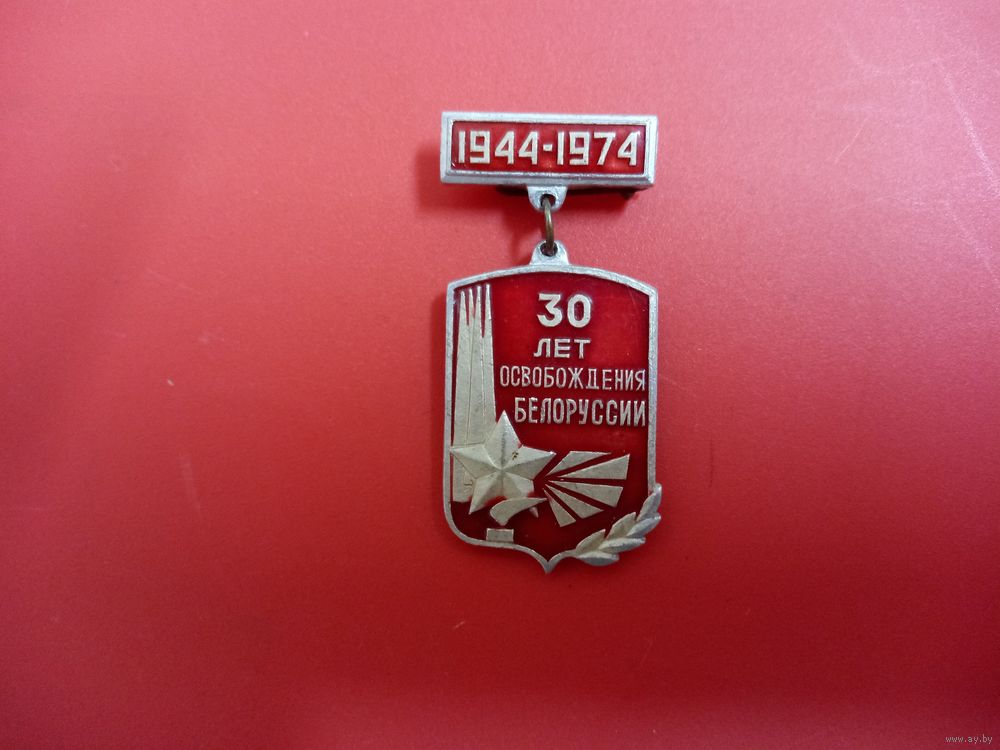 1944-1974
30
ЛЕТ
ОСВОБОЖДЕНИЯ
БЕЛОРУССИИ
www.ay.by